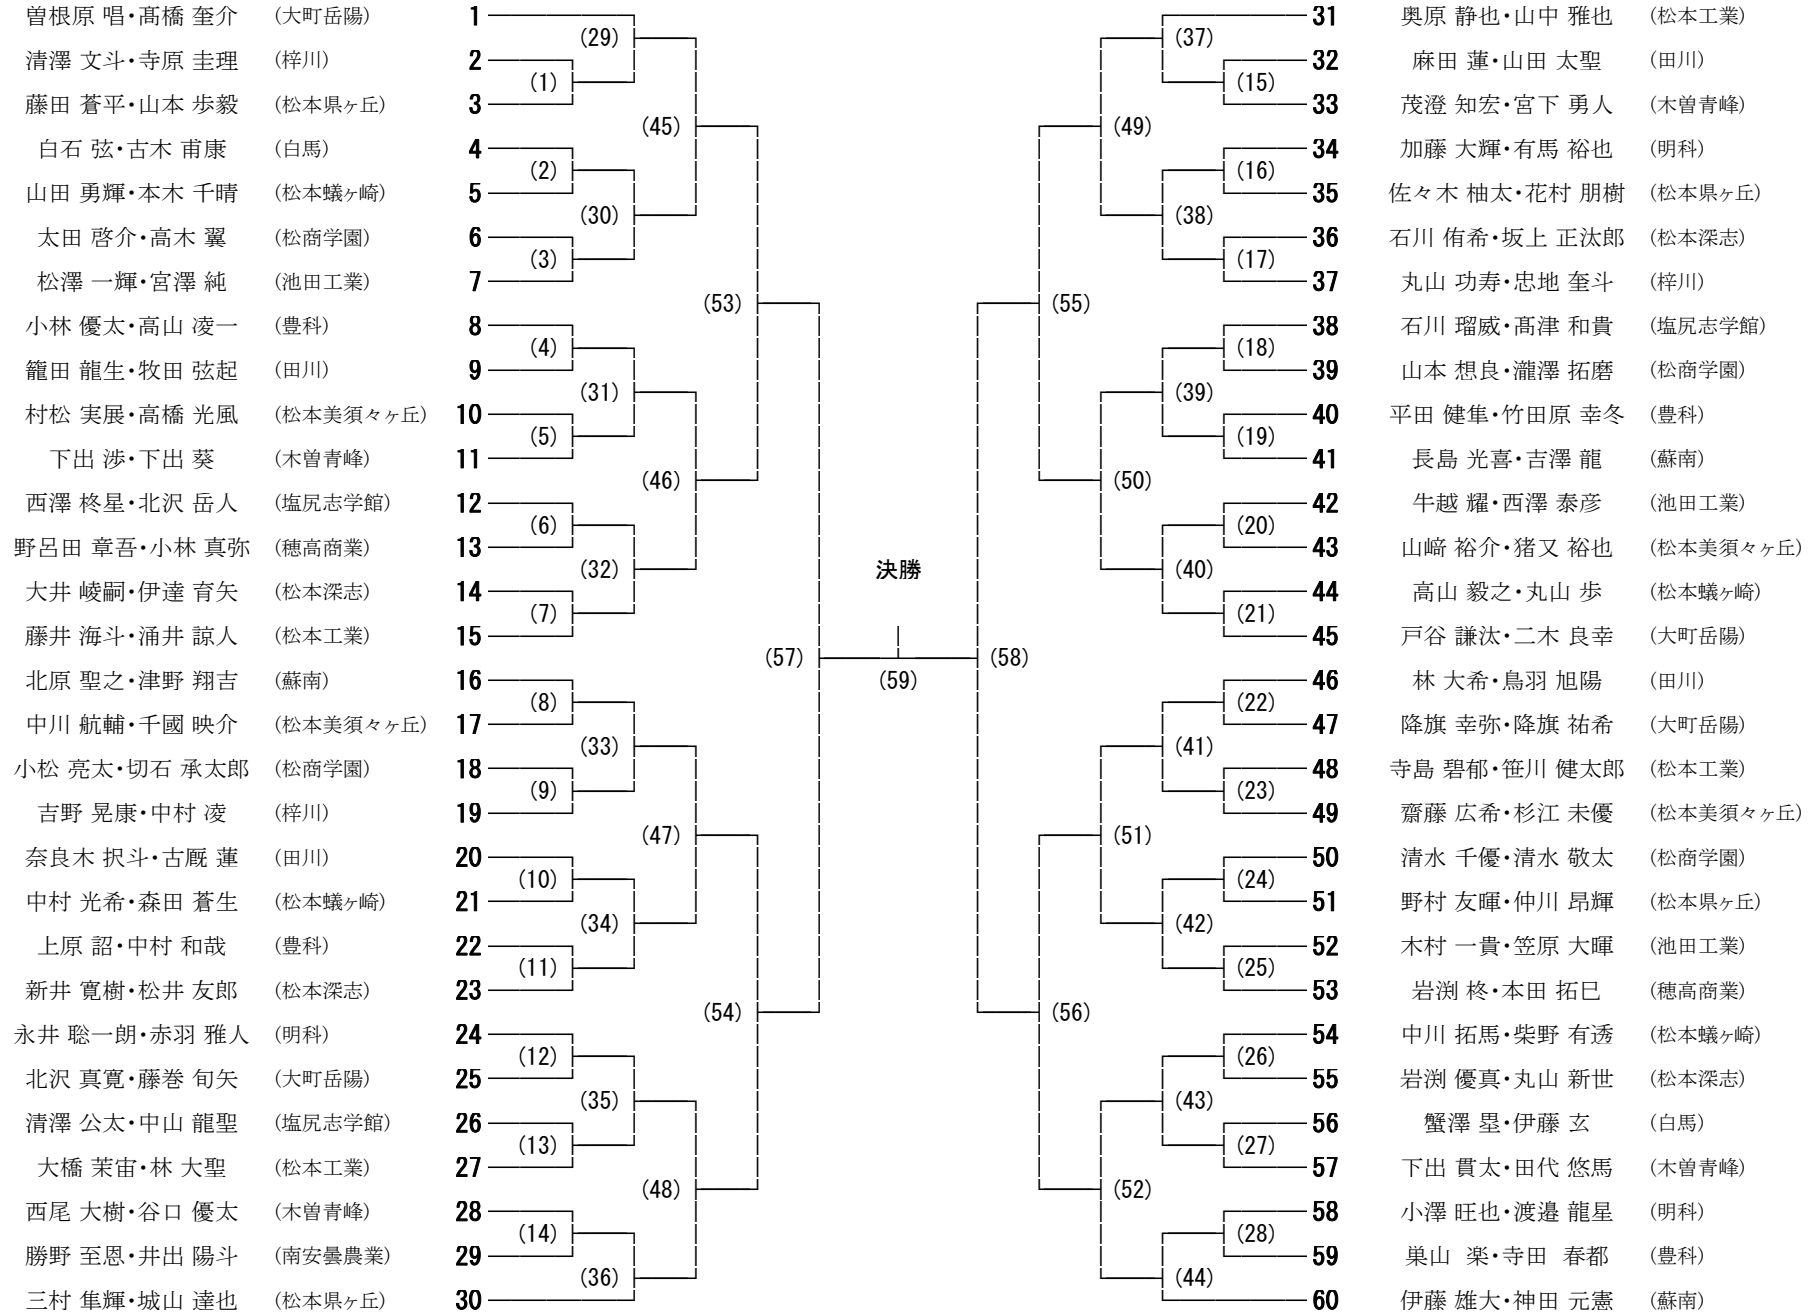 曽根原 唱・髙橋 奎介 (大町岳陽) 1
清澤 文斗・寺原 圭理 (梓川) 2
藤田 蒼平・山本 歩毅 (松本県ヶ丘) 3
白石 弦・古木 甫康 (白馬) 4
山田 勇輝・本木 千晴 (松本蟻ヶ崎) 5
太田 啓介・高木 翼 (松商学園) 6
松澤 一輝・宮澤 純 (池田工業) 7
小林 優太・高山 凌一 (豊科) 8
籠田 龍生・牧田 弦起 (田川) 9
村松 実展・高橋 光風 (松本美須々ヶ丘) 10
下出 渉・下出 葵 (木曽青峰) 11
西澤 柊星・北沢 岳人 (塩尻志学館) 12
野呂田 章吾・小林 真弥 (穂高商業) 13
大井 崚嗣・伊達 育矢 (松本深志) 14
藤井 海斗・涌井 諒人 (松本工業) 15
北原 聖之・津野 翔吉 (蘇南) 16
中川 航輔・千國 映介 (松本美須々ヶ丘) 17
小松 亮太・切石 承太郎 (松商学園) 18
吉野 晃康・中村 凌 (梓川) 19
奈良木 択斗・古厩 蓮 (田川) 20
中村 光希・森田 蒼生 (松本蟻ヶ崎) 21
上原 詔・中村 和哉 (豊科) 22
新井 寛樹・松井 友郎 (松本深志) 23
永井 聡一朗・赤羽 雅人 (明科) 24
北沢 真寛・藤巻 旬矢 (大町岳陽) 25
清澤 公太・中山 龍聖 (塩尻志学館) 26
大橋 茉宙・林 大聖 (松本工業) 27
西尾 大樹・谷口 優太 (木曽青峰) 28
勝野 至恩・井出 陽斗 (南安曇農業) 29
三村 隼輝・城山 達也 (松本県ヶ丘) 30
(1)
(2)
(3)
(4)
(5)
(6)
(7)
(8)
(9)
(10)
(11)
(12)
(13)
(14)
(29)
(30)
(31)
(32)
(33)
(34)
(35)
(36)
(45)
(46)
(47)
(48)
(53)
(54)
(57)
決勝
(59)
(58)
(55)
(56)
(49)
(50)
(51)
(52)
(37)
(38)
(39)
(40)
(41)
(42)
(43)
(44)
(15)
(16)
(17)
(18)
(19)
(20)
(21)
(22)
(23)
(24)
(25)
(26)
(27)
(28)
31 奥原 静也・山中 雅也 (松本工業)
32 麻田 蓮・山田 太聖 (田川)
33 茂澄 知宏・宮下 勇人 (木曽青峰)
34 加藤 大輝・有馬 裕也 (明科)
35 佐々木 柚太・花村 朋樹 (松本県ヶ丘)
36 石川 侑希・坂上 正汰郎 (松本深志)
37 丸山 功寿・忠地 奎斗 (梓川)
38 石川 瑠威・髙津 和貴 (塩尻志学館)
39 山本 想良・瀧澤 拓磨 (松商学園)
40 平田 健隼・竹田原 幸冬 (豊科)
41 長島 光喜・吉澤 龍 (蘇南)
42 牛越 耀・西澤 泰彦 (池田工業)
43 山﨑 裕介・猪又 裕也 (松本美須々ヶ丘)
44 高山 毅之・丸山 歩 (松本蟻ヶ崎)
45 戸谷 謙汰・二木 良幸 (大町岳陽)
46 林 大希・鳥羽 旭陽 (田川)
47 降旗 幸弥・降旗 祐希 (大町岳陽)
48 寺島 碧郁・笹川 健太郎 (松本工業)
49 齋藤 広希・杉江 未優 (松本美須々ヶ丘)
50 清水 千優・清水 敬太 (松商学園)
51 野村 友暉・仲川 昂輝 (松本県ヶ丘)
52 木村 一貴・笠原 大暉 (池田工業)
53 岩渕 柊・本田 拓巳 (穂高商業)
54 中川 拓馬・柴野 有透 (松本蟻ヶ崎)
55 岩渕 優真・丸山 新世 (松本深志)
56 蟹澤 塁・伊藤 玄 (白馬)
57 下出 貫太・田代 悠馬 (木曽青峰)
58 小澤 旺也・渡邉 龍星 (明科)
59 巣山 楽・寺田 春都 (豊科)
60 伊藤 雄大・神田 元憲 (蘇南)